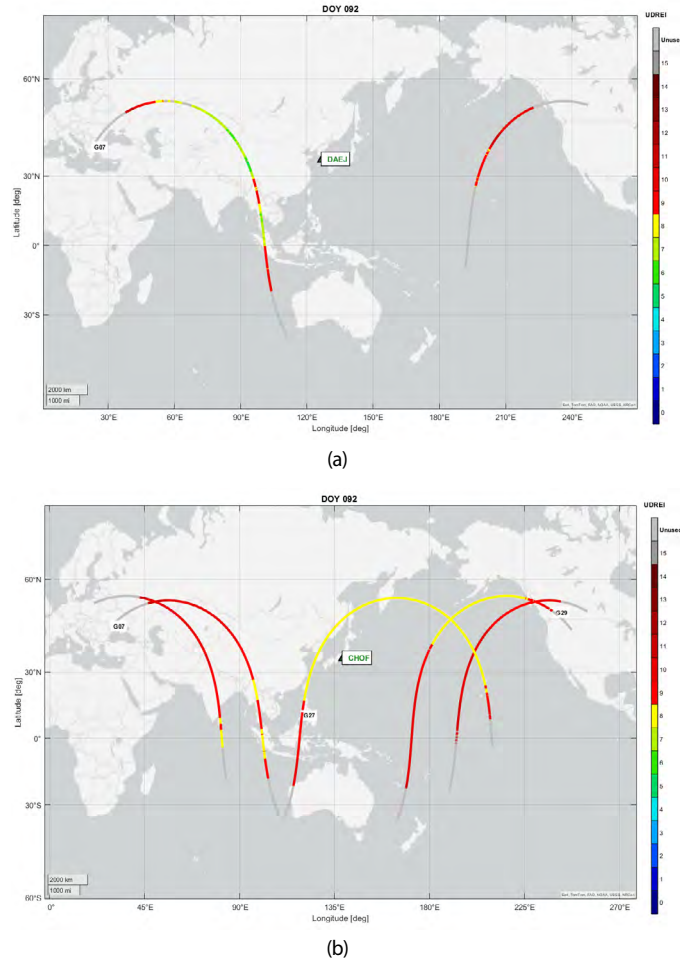 DOY 092
UDREI
Unuse
15
14
13
12
11
10
9
8
7
6
5
4
3
2
1
0
60°N
30°N
0°
30°S
Latitude [deg]
G07
DAEJ
2000 km
1000 mi
30°E 60°E 90°E 120°E 150°E 180°E 210°E 240°E
Longitude [deg]
(a)
DOY 092
UDREI
Unuse
15
14
13
12
11
10
9
8
7
6
5
4
3
2
1
0
60°N
30°N
0°
30°S
60°S
Latitude [deg]
G07
G27
G29
CHOF
2000 km
1000 mi
0° 45°E 90°E 135°E 180°E 225°E 270°E
Longitude [deg]
(b)